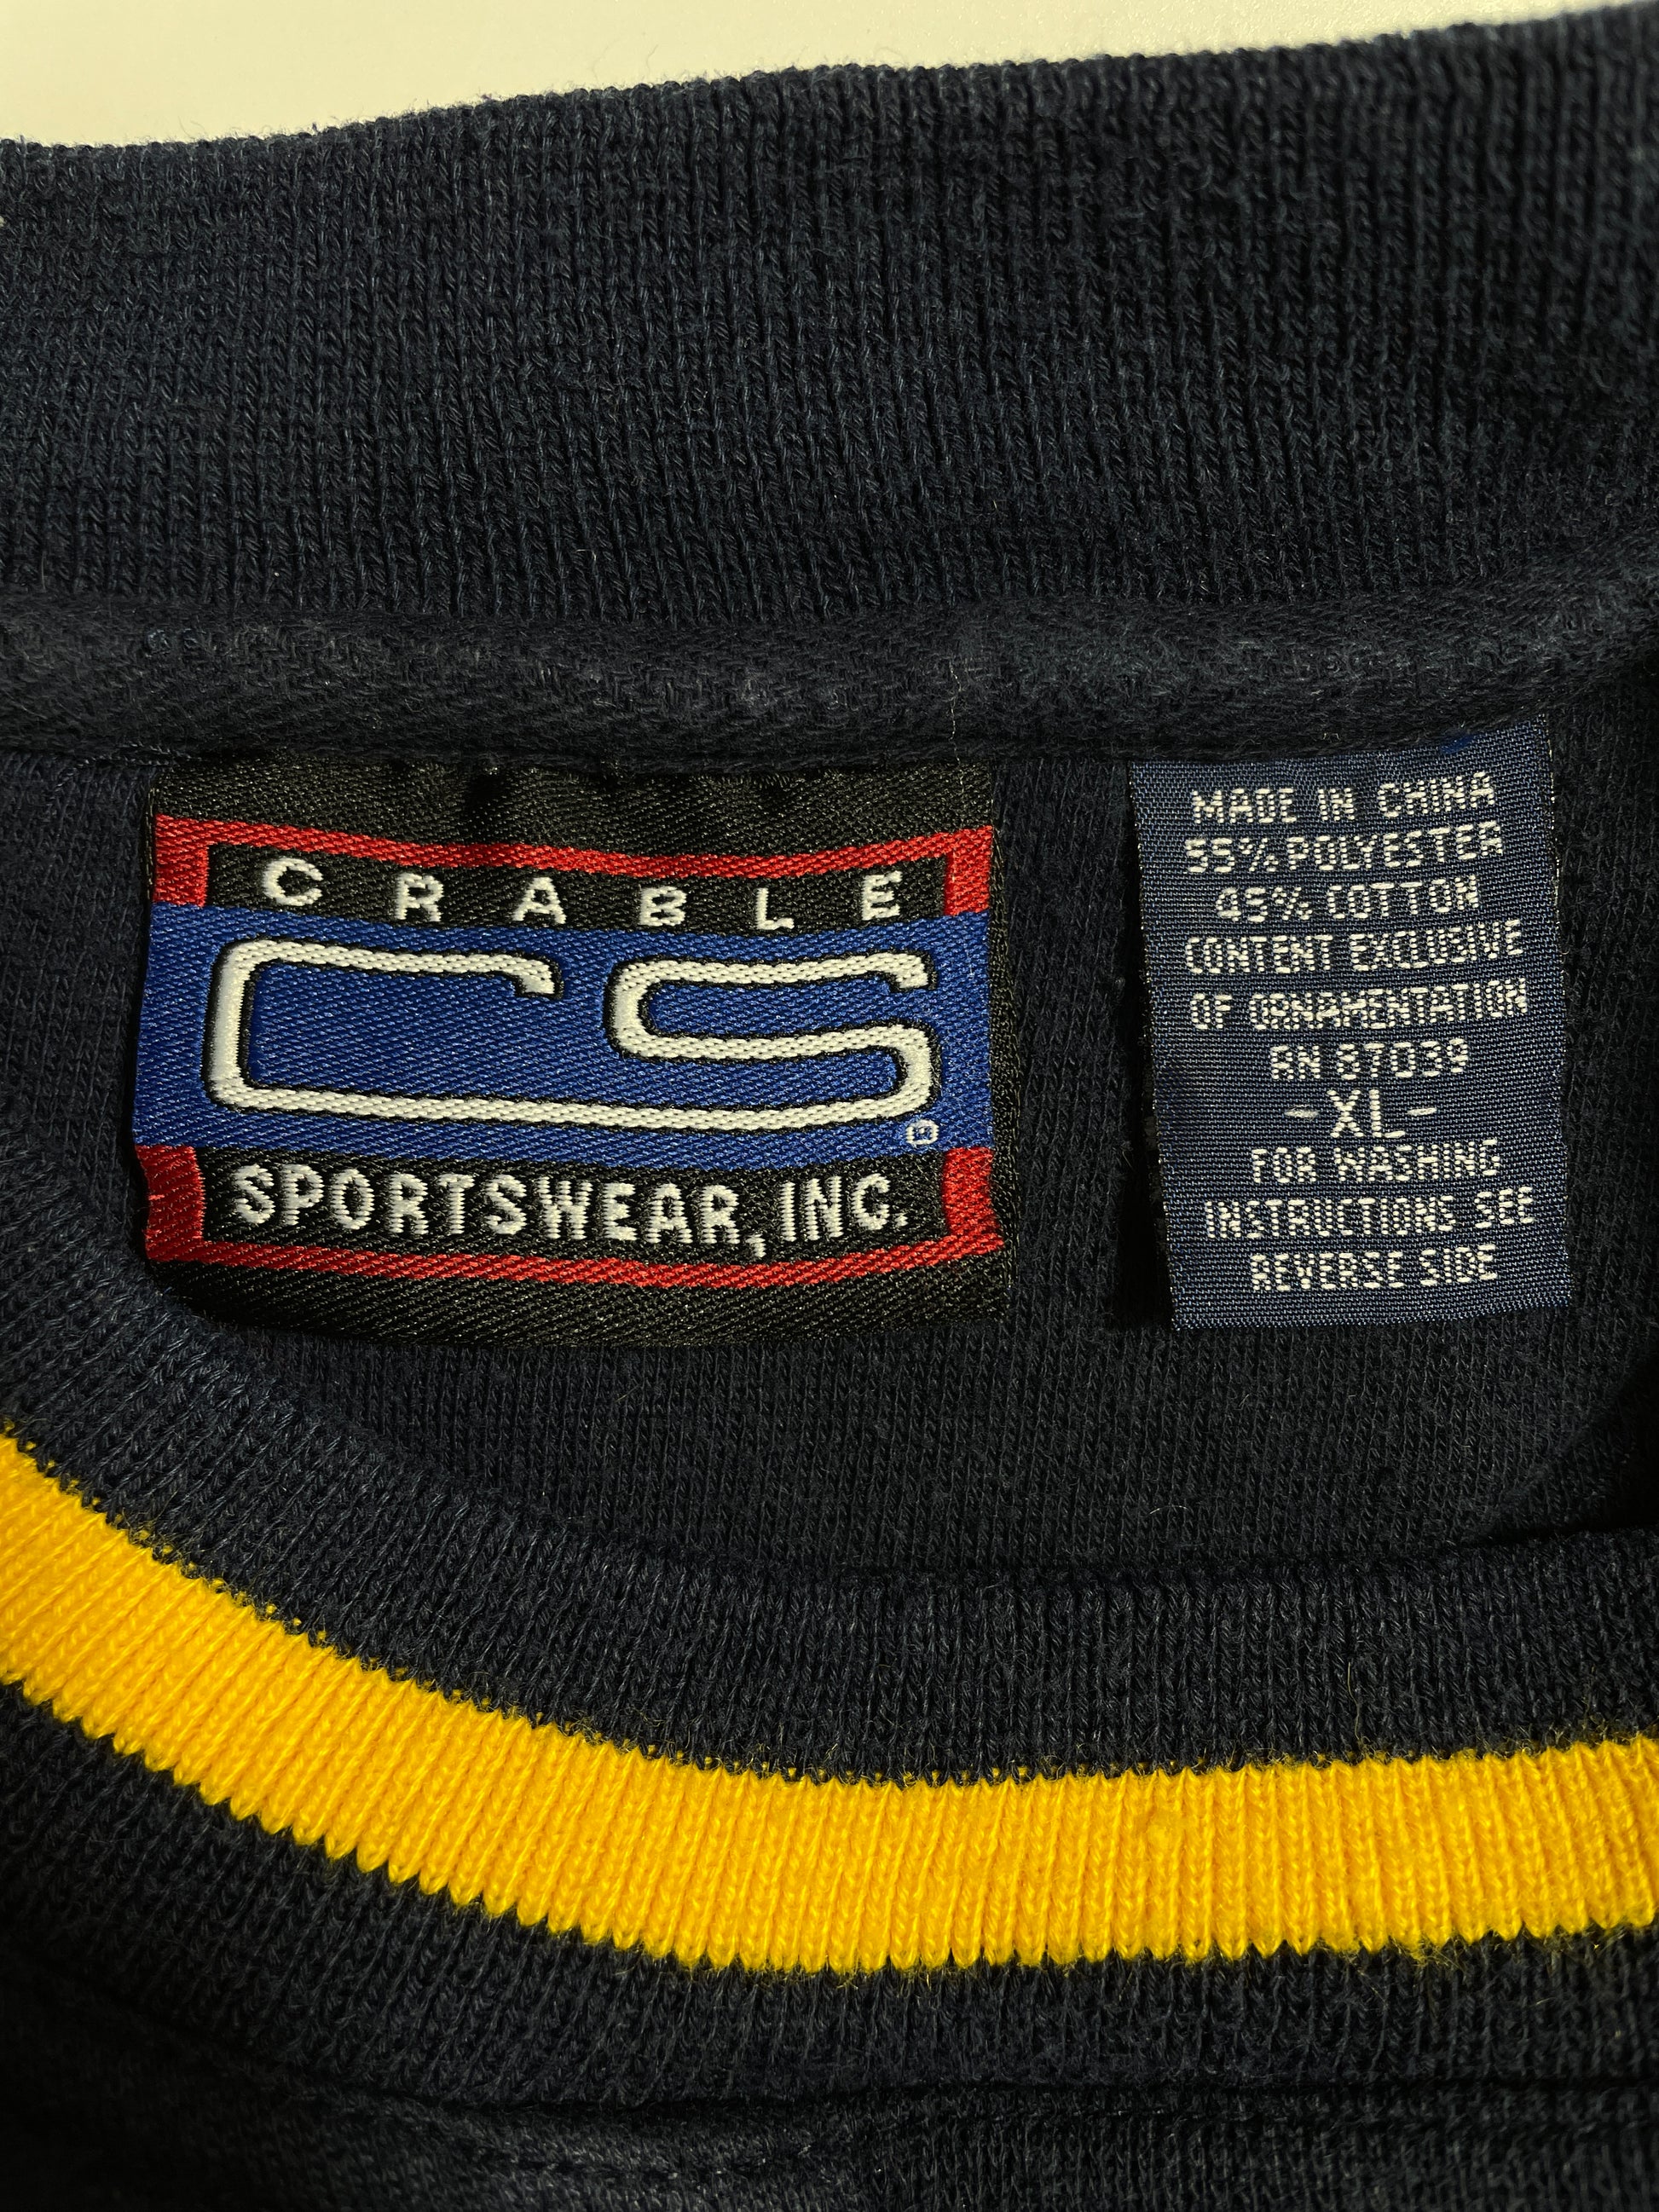 CRABLE
CS
®
SPORTSWEAR, INC.
MADE IN CHINA
55% POLYESTER
45% COTTON
CONTENT EXCLUSIVE
OF ORNAMENTATION
RN 87039
-XL-
FOR WASHING
INSTRUCTIONS SEE
REVERSE SIDE